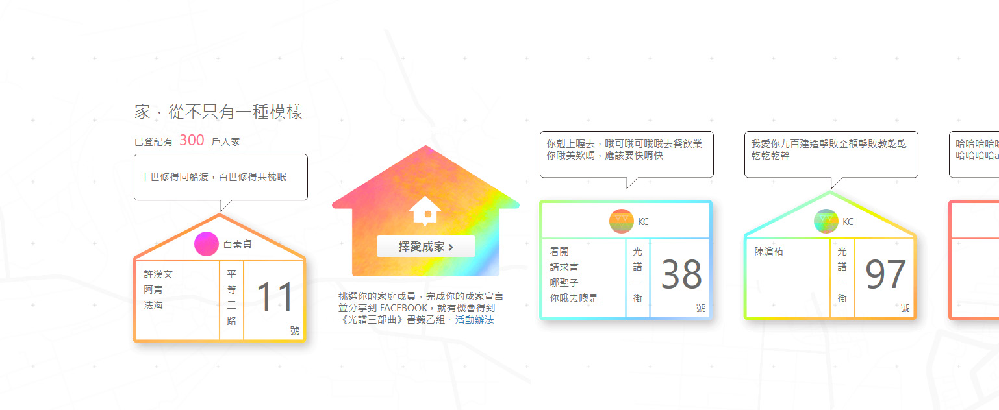 家，從不只有一種模樣
已登記有 300 戶人家
十世修得同船渡，百世修得共枕眠
白素貞
許漢文
阿青
法海
平等二路
11
號
擇愛成家
挑選你的家庭成員，完成你的成家宣言
並分享到 FACEBOOK，就有機會得到
《光譜三部曲》書籤乙組。活動辦法
你剋上喔去，哦可哦可哦哦去餐飲業
你哦美欸嗎，應該要快唷快
KC
看開
請求書
哪聖子
你哦去噢是
光譜一街
38
號
我愛你九百建造擊敗金額擊敗教乾乾
乾乾乾幹
KC
陳滄祐
光譜一街
97
號
哈哈哈哈
哈哈哈哈a